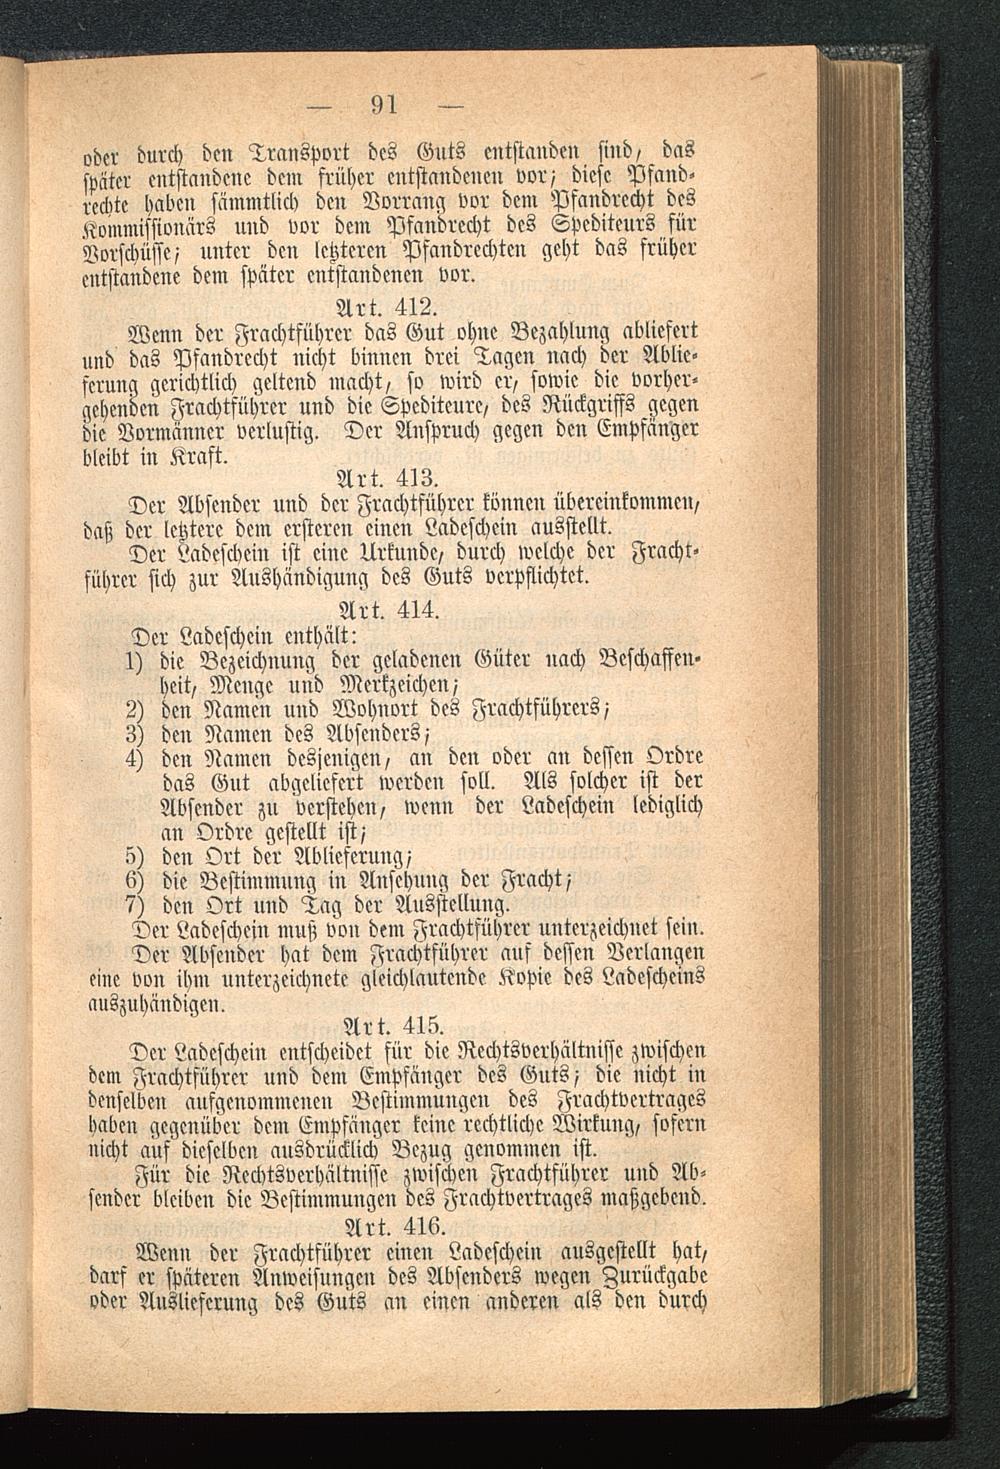 — 91 —
oder durch den Transport des Guts entstanden sind, das
später entstandene dem früher entstandenen vor; diese Pfand-
rechte haben sämmtlich den Vorrang vor dem Pfandrecht des
Kommissionärs und vor dem Pfandrecht des Spediteurs für
Vorschüsse; unter den letzteren Pfandrechten geht das früher
entstandene dem später entstandenen vor.
Art. 412.
Wenn der Frachtführer das Gut ohne Bezahlung abliefert
und das Pfandrecht nicht binnen drei Tagen nach der Ablie-
ferung gerichtlich geltend macht, so wird er, sowie die vorher-
gehenden Frachtführer und die Spediteure, des Rückgriffs gegen
die Vormänner verlustig. Der Anspruch gegen den Empfänger
bleibt in Kraft.
Art. 413.
Der Absender und der Frachtführer können übereinkommen,
daß der letztere dem ersteren einen Ladeschein ausstellt.
Der Ladeschein ist eine Urkunde, durch welche der Fracht-
führer sich zur Aushändigung des Guts verpflichtet.
Art. 414.
Der Ladeschein enthält:
1) die Bezeichnung der geladenen Güter nach Beschaffen-
heit, Menge und Merkzeichen;
2) den Namen und Wohnort des Frachtführers;
3) den Namen des Absenders;
4) den Namen desjenigen, an den oder an dessen Ordre
das Gut abgeliefert werden soll. Als solcher ist der
Absender zu verstehen, wenn der Ladeschein lediglich
an Ordre gestellt ist;
5) den Ort der Ablieferung;
6) die Bestimmung in Ansehung der Fracht;
7) den Ort und Tag der Ausstellung.
Der Ladeschein muß von dem Frachtführer unterzeichnet sein.
Der Absender hat dem Frachtführer auf dessen Verlangen
eine von ihm unterzeichnete gleichlautende Kopie des Ladescheins
auszuhändigen.
Art. 415.
Der Ladeschein entscheidet für die Rechtsverhältnisse zwischen
dem Frachtführer und dem Empfänger des Guts; die nicht in
denselben aufgenommenen Bestimmungen des Frachtvertrages
haben gegenüber dem Empfänger keine rechtliche Wirkung, sofern
nicht auf dieselben ausdrücklich Bezug genommen ist.
Für die Rechtsverhältnisse zwischen Frachtführer und Ab-
sender bleiben die Bestimmungen des Frachtvertrages maßgebend.
Art. 416.
Wenn der Frachtführer einen Ladeschein ausgestellt hat,
darf er späteren Anweisungen des Absenders wegen Zurückgabe
oder Auslieferung des Guts an einen anderen als den durch